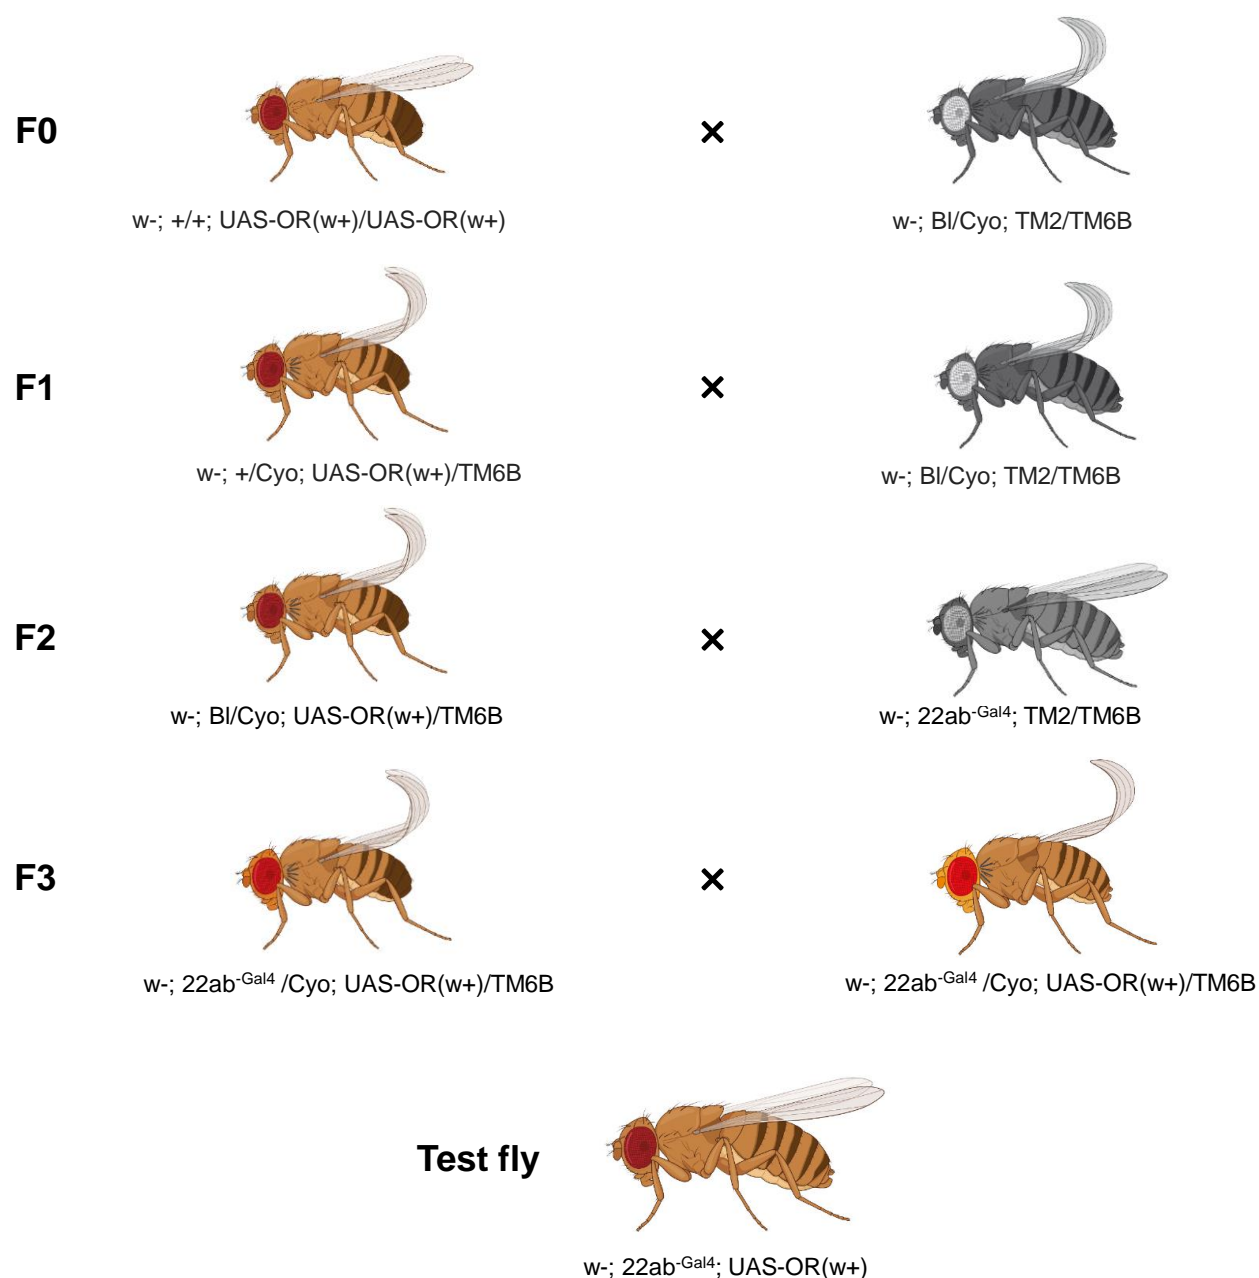 F0
×
w-; +/+; UAS-OR(w+)/UAS-OR(w+)
w-; Bl/Cyo; TM2/TM6B
F1
×
w-; +/Cyo; UAS-OR(w+)/TM6B
w-; Bl/Cyo; TM2/TM6B
F2
×
w-; Bl/Cyo; UAS-OR(w+)/TM6B
w-; 22ab-Gal4; TM2/TM6B
F3
×
w-; 22ab-Gal4 /Cyo; UAS-OR(w+)/TM6B
w-; 22ab-Gal4 /Cyo; UAS-OR(w+)/TM6B
Test fly
w-; 22ab-Gal4; UAS-OR(w+)